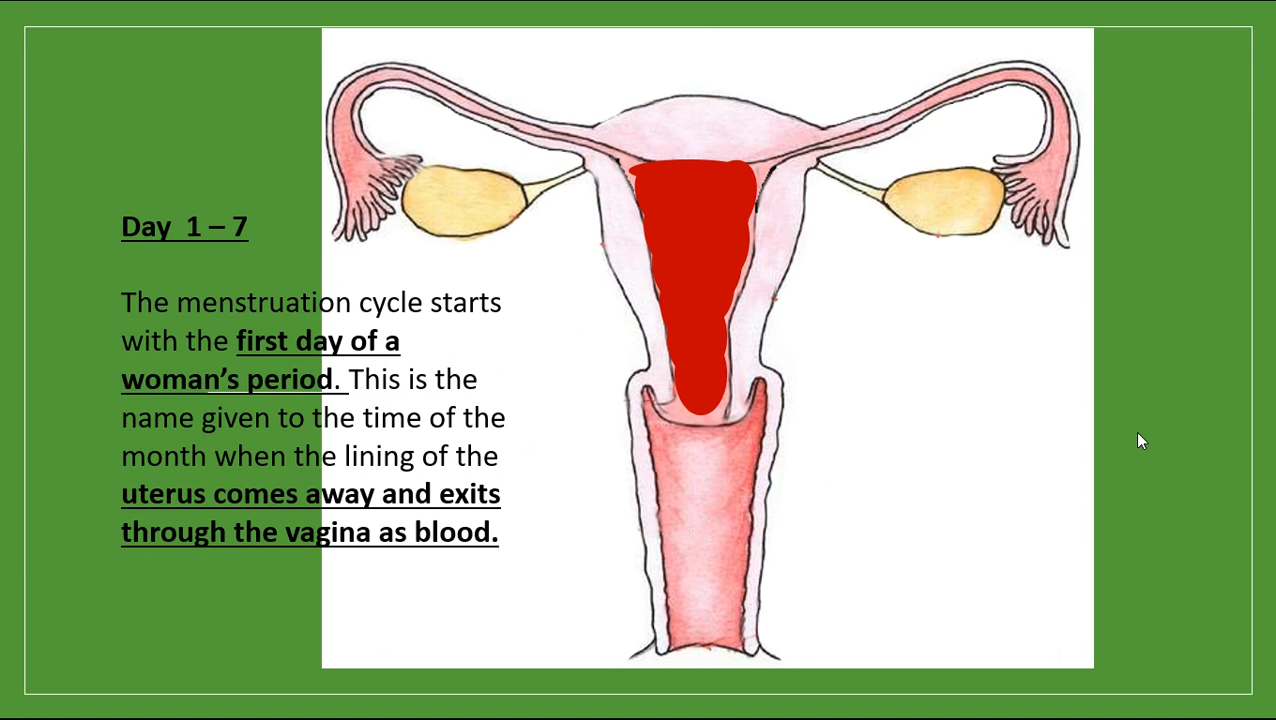 Day  1 – 7
The menstruation cycle starts
with the first day of a
woman’s period. This is the
name given to the time of the
month when the lining of the
uterus comes away and exits
through the vagina as blood.